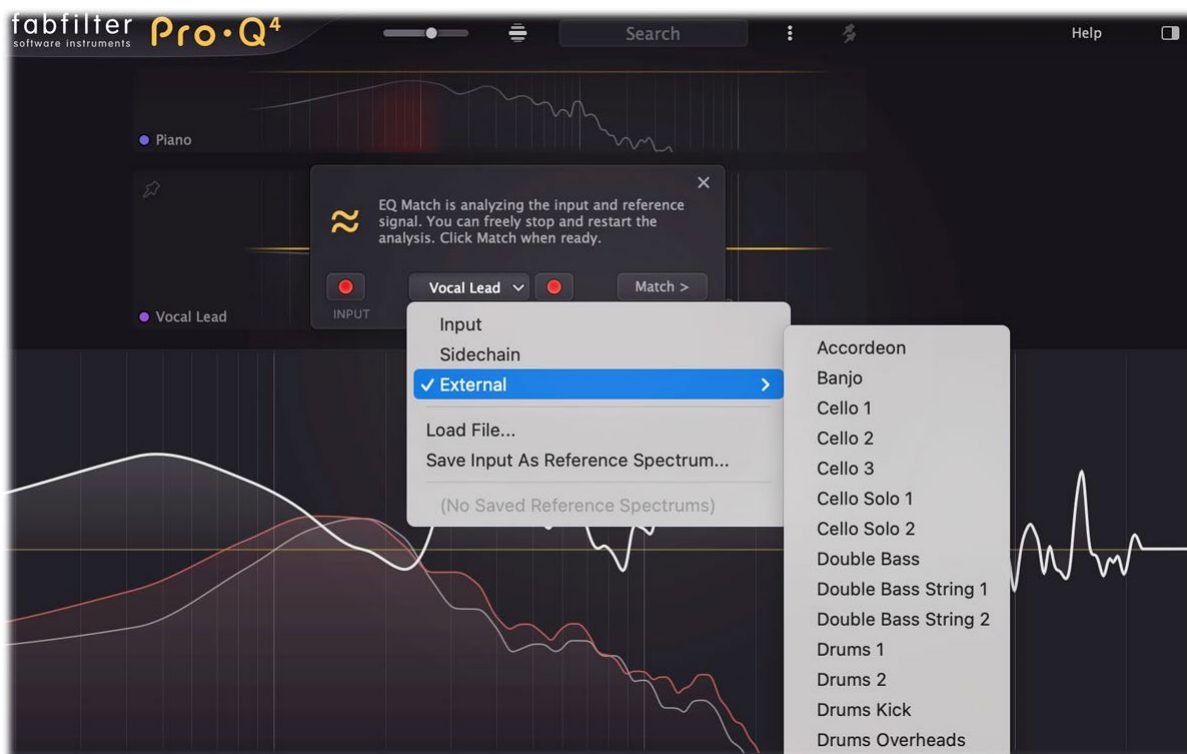 fabfilter
software instruments
Pro·Q⁴
Search
Help
Piano
EQ Match is analyzing the input and reference
signal. You can freely stop and restart the
analysis. Click Match when ready.
Vocal Lead
Match >
INPUT
Vocal Lead
Input
Sidechain
External
Load File...
Save Input As Reference Spectrum...
(No Saved Reference Spectrums)
Accordeon
Banjo
Cello 1
Cello 2
Cello 3
Cello Solo 1
Cello Solo 2
Double Bass
Double Bass String 1
Double Bass String 2
Drums 1
Drums 2
Drums Kick
Drums Overheads